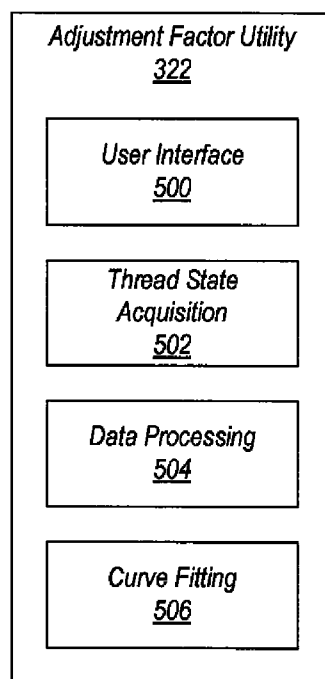 Adjustment Factor Utility
322
User Interface
500
Thread State
Acquisition
502
Data Processing
504
Curve Fitting
506